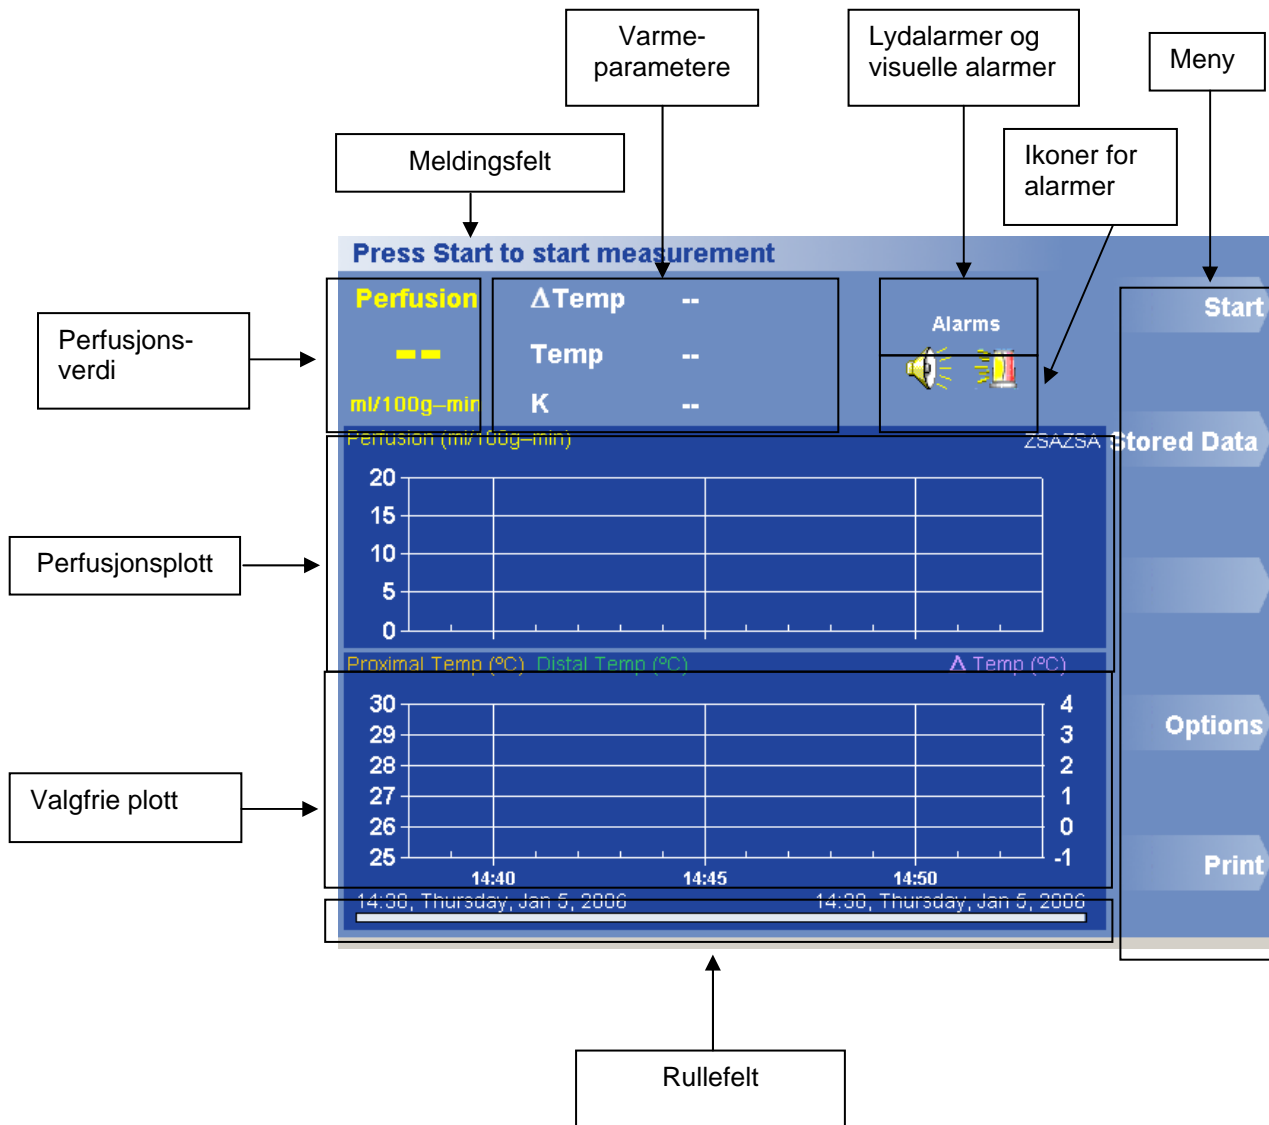 Varme-
parametere
Lydalarmer og
visuelle alarmer
Meny
Meldingsfelt
Ikoner for
alarmer
Press Start to start measurement
Perfusion
--
ml/100g–min
Δ Temp --
Temp --
K --
Alarms
Start
Perfusjons-
verdi
Perfusion (ml/100g–min)
ZSAZSA
Stored Data
20
15
10
5
0
Perfusjonsplott
Proximal Temp (ºC) Distal Temp (ºC) Δ Temp (ºC)
30 4
29 3
28 2
27 1
26 0
25 -1
Options
Valgfrie plott
14:40 14:45 14:50
Print
14:38, Thursday, Jan 5, 2006 14:38, Thursday, Jan 5, 2006
Rullefelt